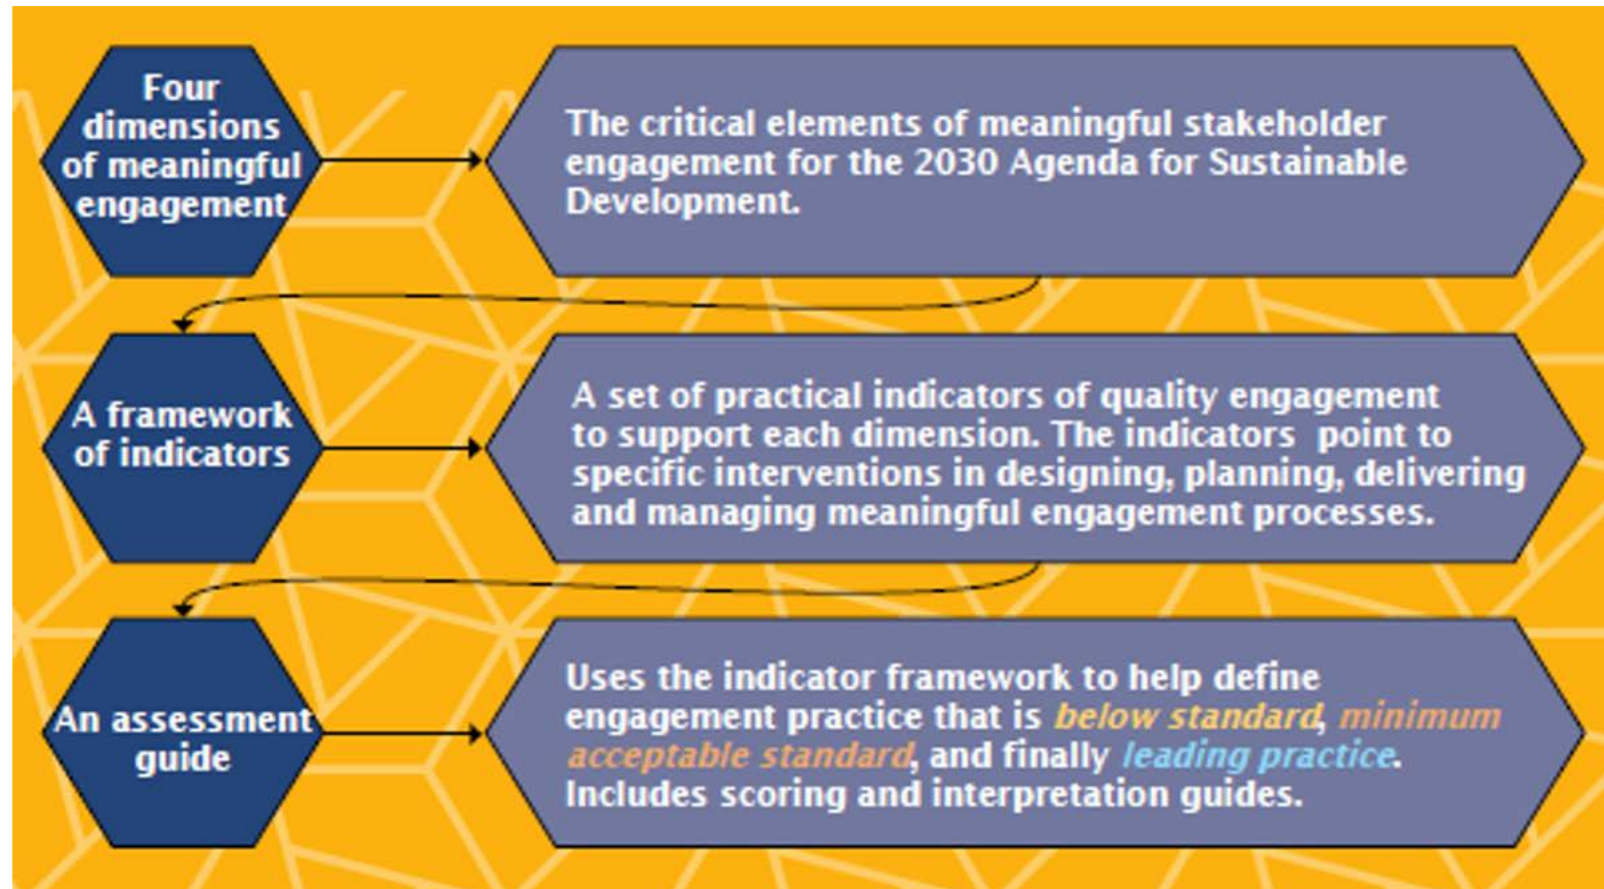 Four
dimensions
of meaningful
engagement
The critical elements of meaningful stakeholder
engagement for the 2030 Agenda for Sustainable
Development.
A framework
of indicators
A set of practical indicators of quality engagement
to support each dimension. The indicators  point to
specific interventions in designing, planning, delivering
and managing meaningful engagement processes.
An assessment
guide
Uses the indicator framework to help define
engagement practice that is below standard, minimum
acceptable standard, and finally leading practice.
Includes scoring and interpretation guides.